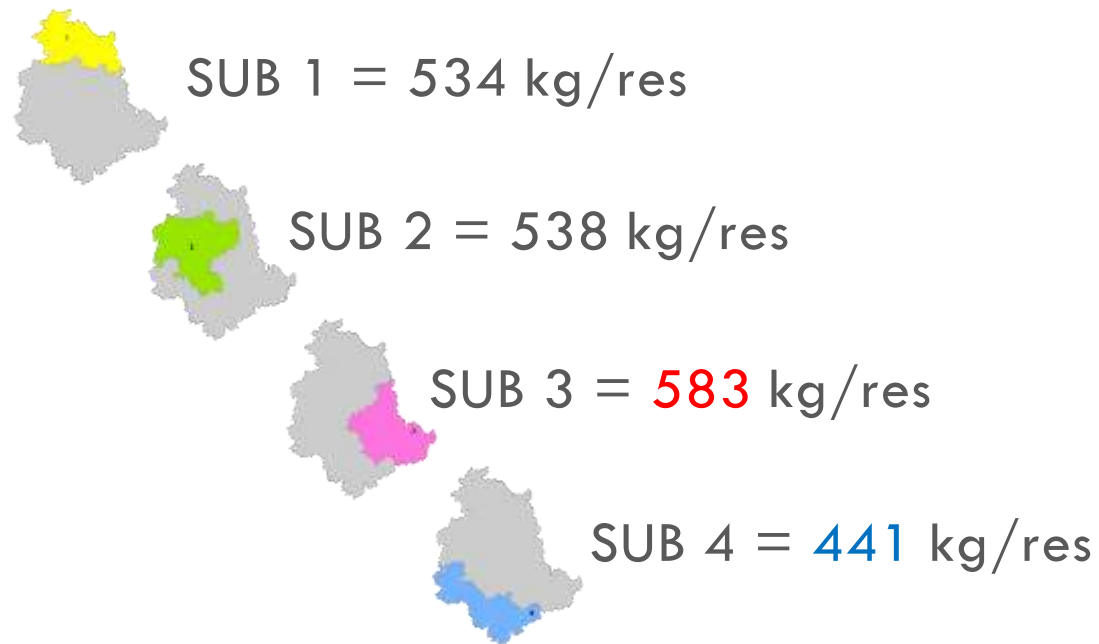 SUB 1 = 534 kg/res
SUB 2 = 538 kg/res
SUB 3 = 583 kg/res
SUB 4 = 441 kg/res